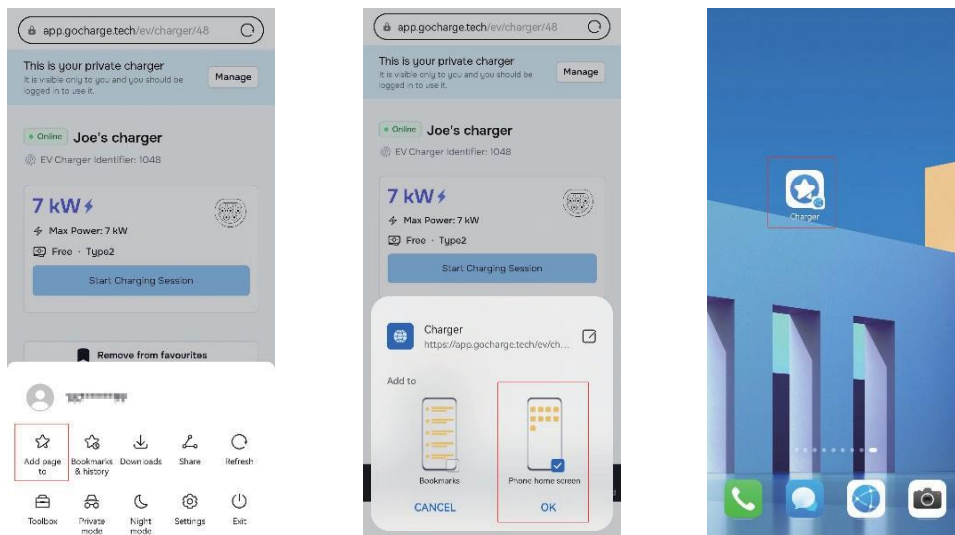 app.gocharge.tech/ev/charger/48
This is your private charger
It is visible only to you and you should be
logged in to use it.
Manage
Online
Joe's charger
EV Charger Identifier: 1048
7 kW
Max Power: 7 kW
Free · Type2
Start Charging Session
Remove from favourites
Add page
to
Bookmarks
& history
Downloads
Share
Refresh
Toolbox
Private
mode
Night
mode
Settings
Exit
app.gocharge.tech/ev/charger/48
This is your private charger
It is visible only to you and you should be
logged in to use it.
Manage
Online
Joe's charger
EV Charger Identifier: 1048
7 kW
Max Power: 7 kW
Free · Type2
Start Charging Session
Charger
https://app.gocharge.tech/ev/ch...
Add to
Bookmarks
Phone home screen
CANCEL
OK
Charger